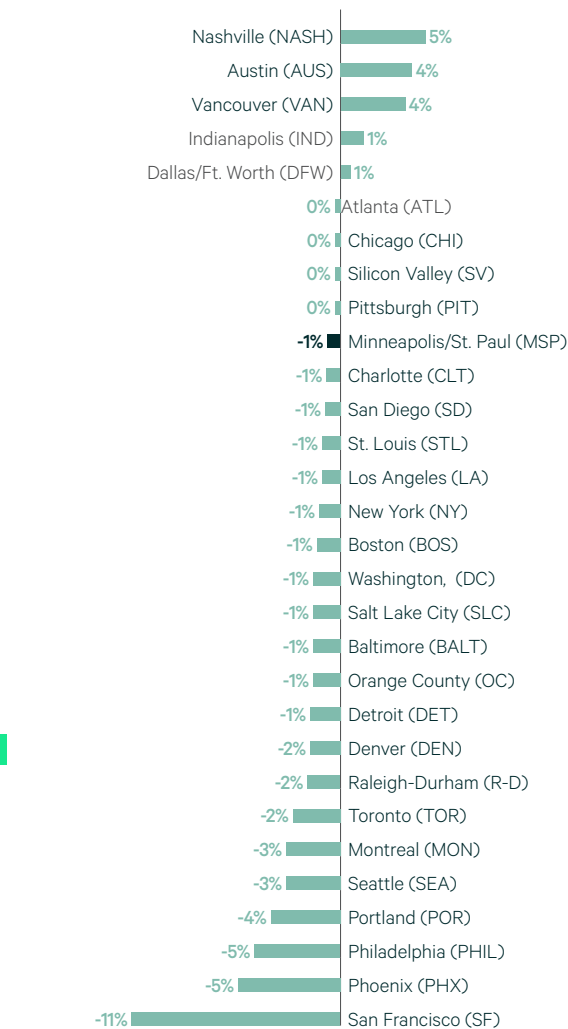 Nashville (NASH) 5%
Austin (AUS) 4%
Vancouver (VAN) 4%
Indianapolis (IND) 1%
Dallas/Ft. Worth (DFW) 1%
0% Atlanta (ATL)
0% Chicago (CHI)
0% Silicon Valley (SV)
0% Pittsburgh (PIT)
-1% Minneapolis/St. Paul (MSP)
-1% Charlotte (CLT)
-1% San Diego (SD)
-1% St. Louis (STL)
-1% Los Angeles (LA)
-1% New York (NY)
-1% Boston (BOS)
-1% Washington, (DC)
-1% Salt Lake City (SLC)
-1% Baltimore (BALT)
-1% Orange County (OC)
-1% Detroit (DET)
-2% Denver (DEN)
-2% Raleigh-Durham (R-D)
-2% Toronto (TOR)
-3% Montreal (MON)
-3% Seattle (SEA)
-4% Portland (POR)
-5% Philadelphia (PHIL)
-5% Phoenix (PHX)
-11% San Francisco (SF)